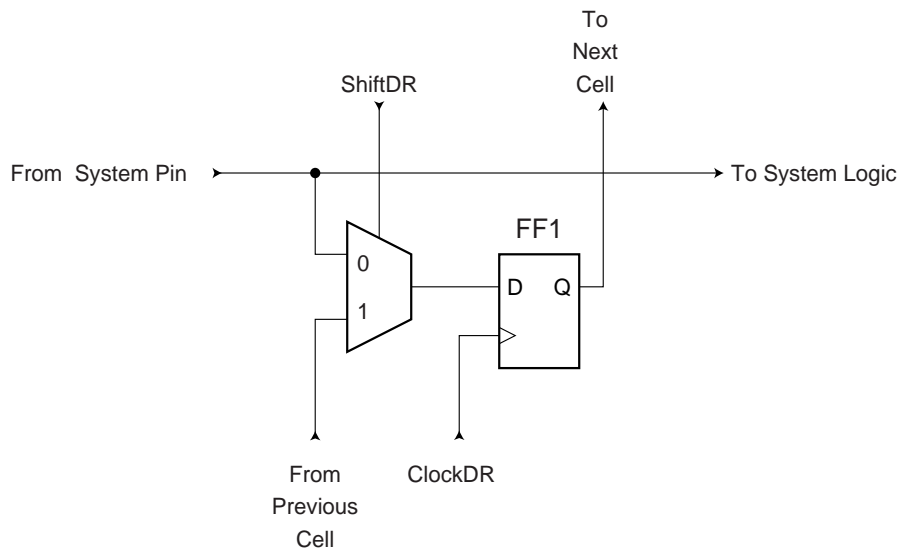 To
Next
Cell
ShiftDR
From System Pin
To System Logic
FF1
0
D Q
1
From
Previous
Cell
ClockDR